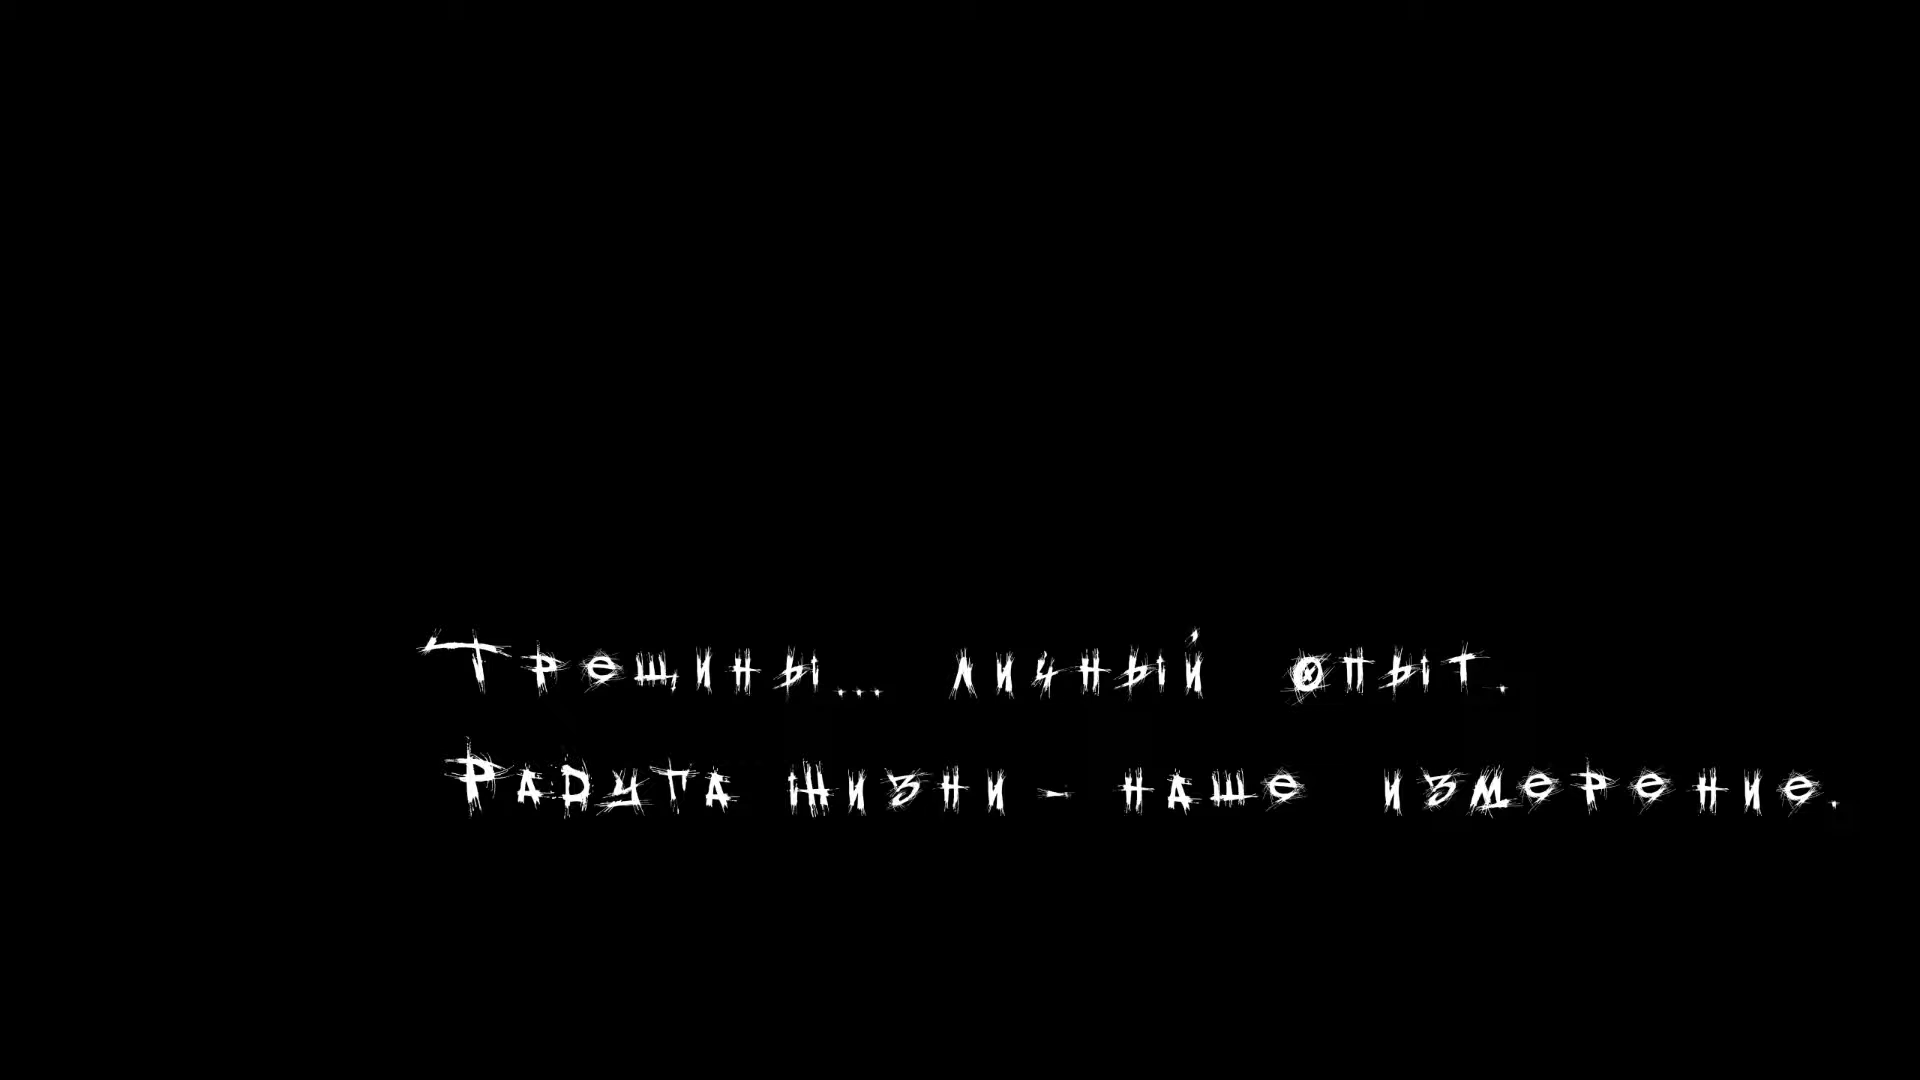 Трещины... личный опыт.
Радуга жизни - наше измерение.